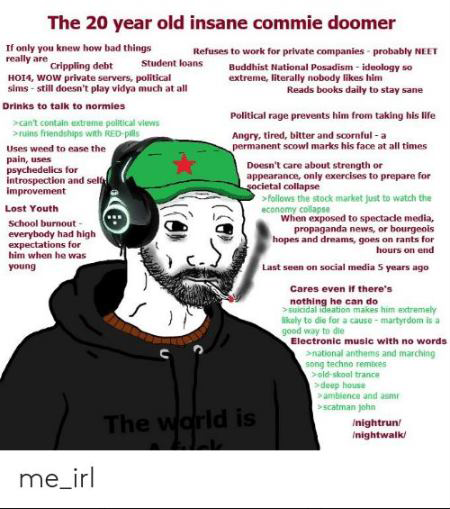 The 20 year old insane commie doomer
If only you knew how bad things
really are
Crippling debt
Student loans
HOI4, WOW private servers, political
sims - still doesn't play vidya much at all
Drinks to talk to normies
>can't contain extreme political views
>ruins friendships with RED-pills
Uses weed to ease the
pain, uses
psychedelics for
introspection and self
improvement
Lost Youth
School burnout -
everybody had high
expectations for
him when he was
young
Refuses to work for private companies - probably NEET
Buddhist National Posadism - ideology so
extreme, literally nobody likes him
Reads books daily to stay sane
Political rage prevents him from taking his life
Angry, tired, bitter and scornful - a
permanent scowl marks his face at all times
Doesn't care about strength or
appearance, only exercises to prepare for
societal collapse
>follows the stock market just to watch the
economy collapse
When exposed to spectacle media,
propaganda news, or bourgeois
hopes and dreams, goes on rants for
hours on end
Last seen on social media 5 years ago
Cares even if there's
nothing he can do
>suicidal ideation makes him extremely
likely to die for a cause - martyrdom is a
good way to die
Electronic music with no words
>national anthems and marching
song techno remixes
>old-skool trance
>deep house
>ambience and asmr
>scatman john
/nightrun/
/nightwalk/
The world is
A fuck
me_irl